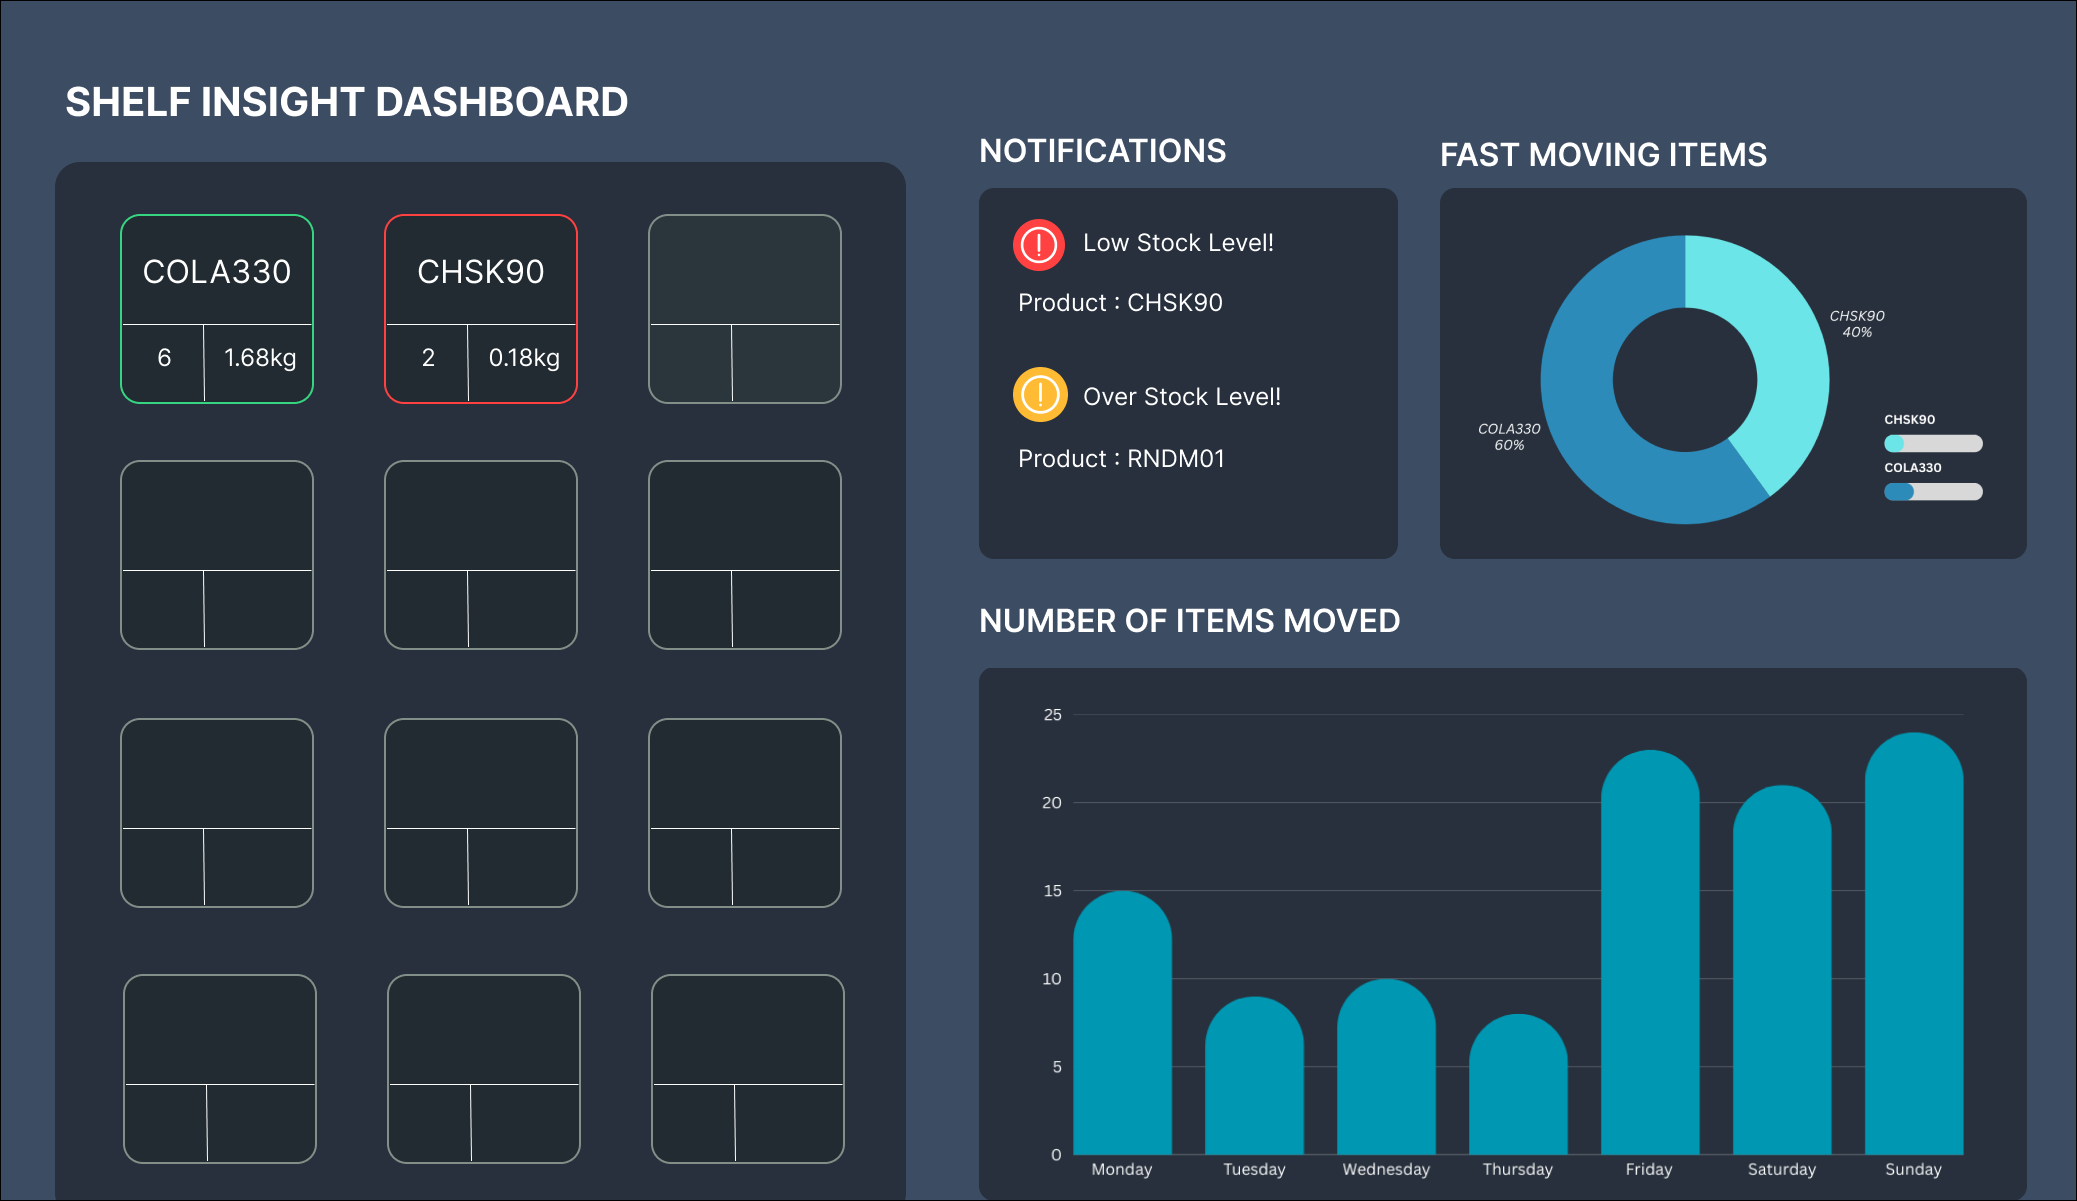 SHELF INSIGHT DASHBOARD
COLA330
6
1.68kg
CHSK90
2
0.18kg
NOTIFICATIONS
Low Stock Level!
Product : CHSK90
Over Stock Level!
Product : RNDM01
FAST MOVING ITEMS
CHSK90
40%
COLA330
60%
CHSK90
COLA330
NUMBER OF ITEMS MOVED
25
20
15
10
5
0
Monday
Tuesday
Wednesday
Thursday
Friday
Saturday
Sunday